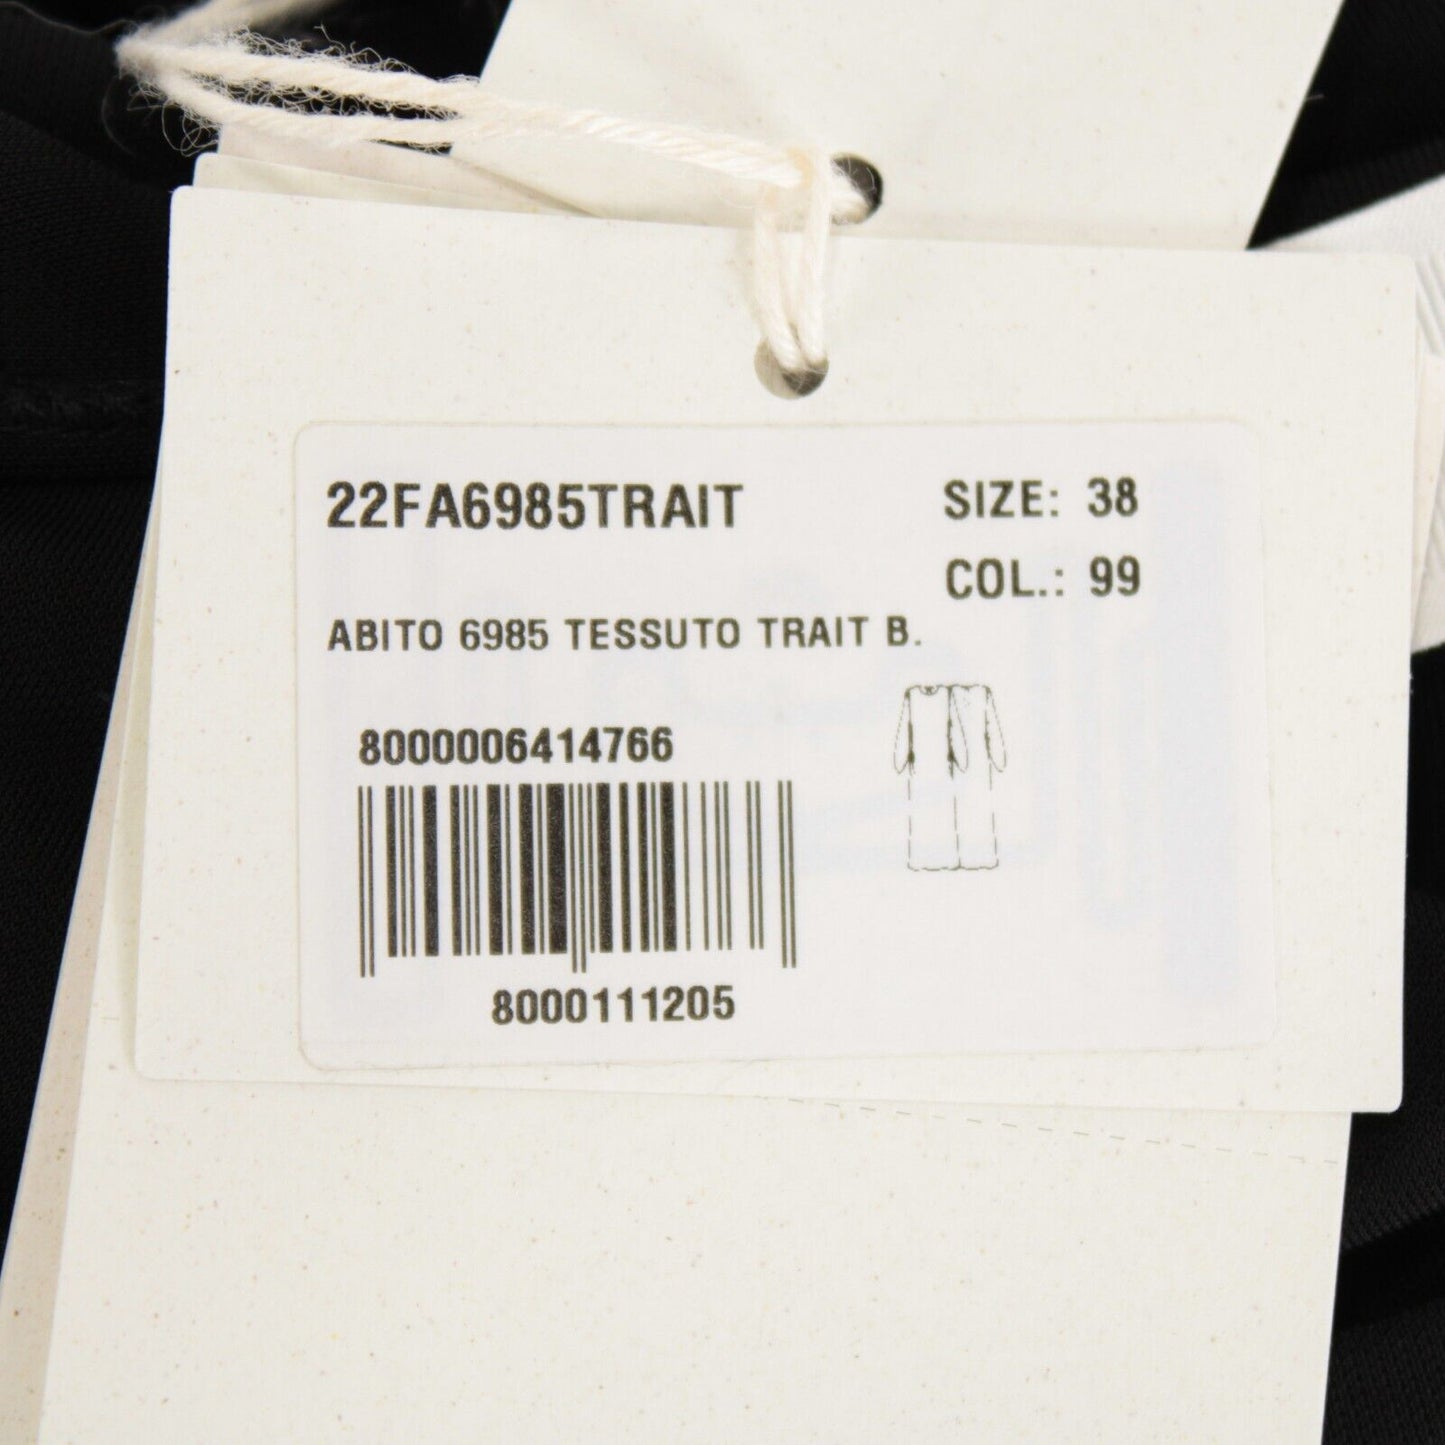 22FA6985TRAIT
SIZE: 38
COL.: 99
ABITO 6985 TESSUTO TRAIT B.
8000006414766
8000111205